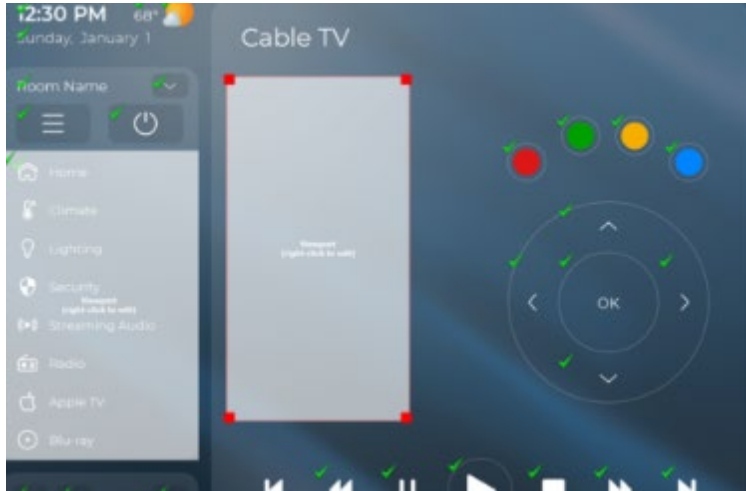 12:30 PM 68°
Sunday, January 1
Cable TV
Room Name
Home
Climate
Lighting
Security
Viewport
(right-click to edit)
Streaming Audio
Radio
Apple TV
Blu-ray
Viewport
(right-click to edit)
OK